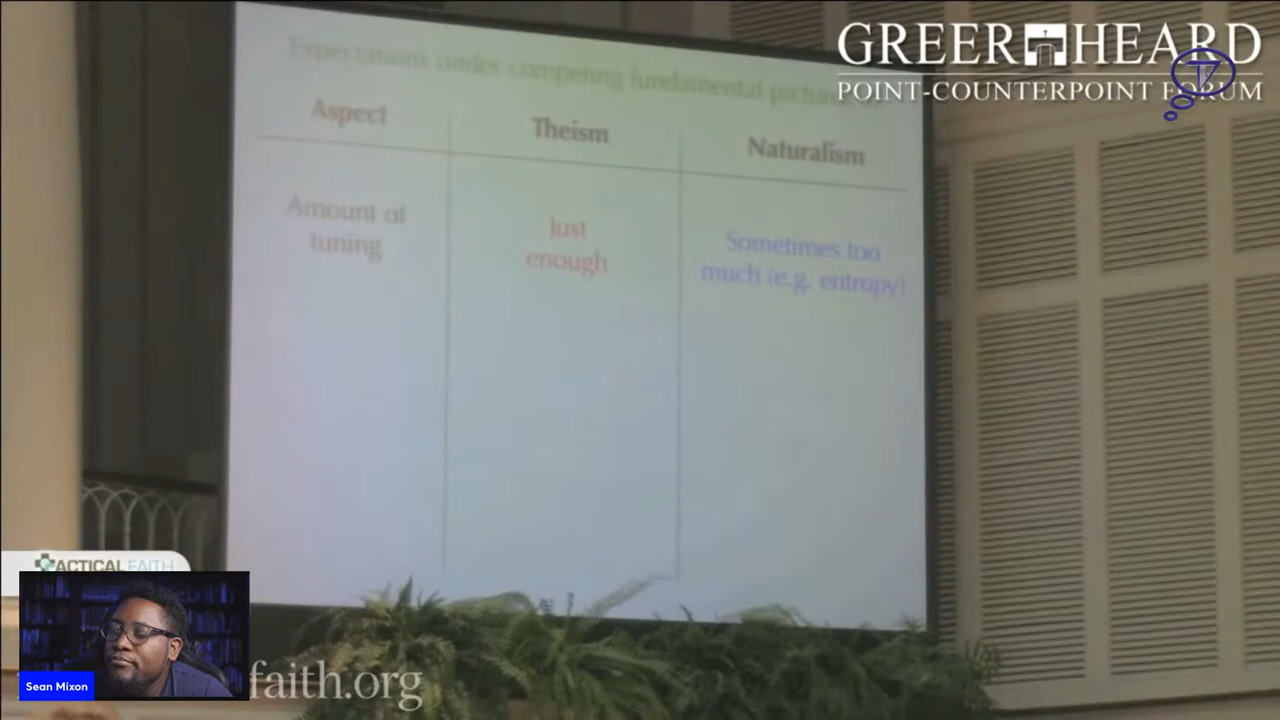 GREER HEARD
POINT-COUNTERPOINT FORUM
Expectations under competing fundamental
Aspect
Theism
Naturalism
Amount of
tuning
Just
enough
Sometimes too
much (e.g. entropy)
ACTICALFAITH
Sean Mixon
faith.org